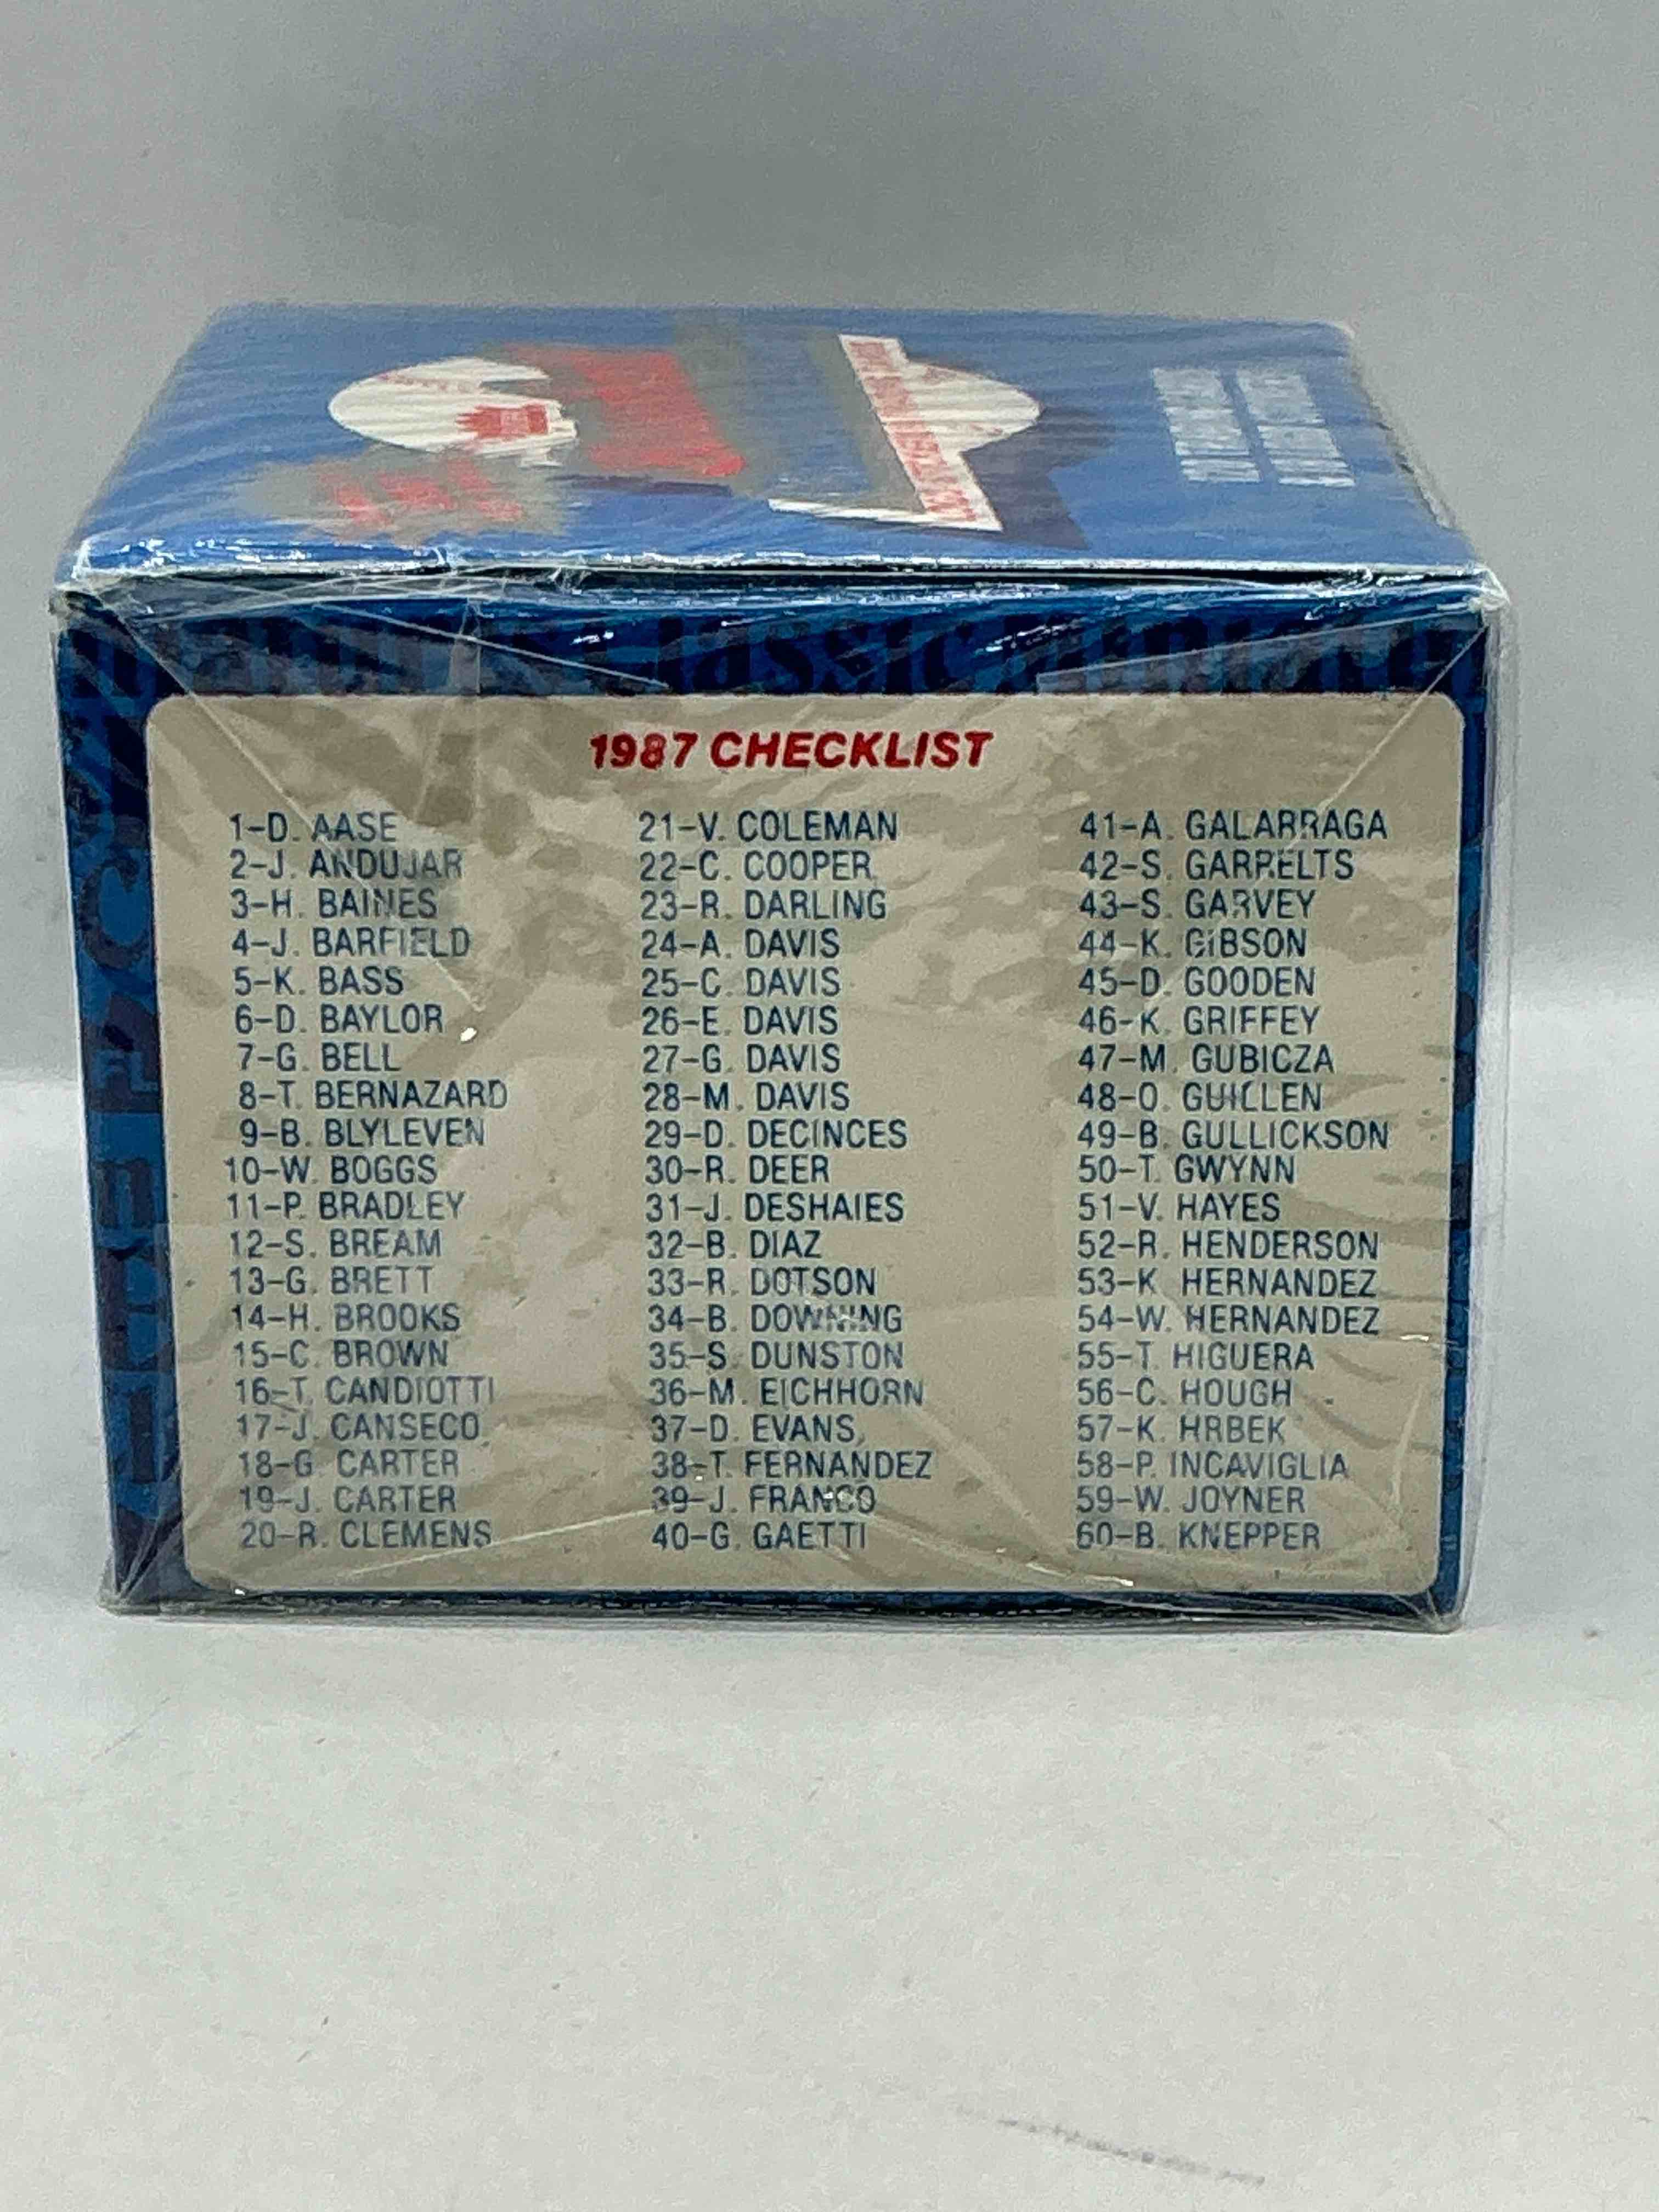 1987 CHECKLIST
1-D. AASE
2-J. ANDUJAR
3-H. BAINES
4-J. BARFIELD
5-K. BASS
6-D. BAYLOR
7-G. BELL
8-T. BERNAZARD
9-B. BLYLEVEN
10-W. BOGGS
11-P. BRADLEY
12-S. BREAM
13-G. BRETT
14-H. BROOKS
15-C. BROWN
16-T. CANDIOTTI
17-J. CANSECO
18-G. CARTER
19-J. CARTER
20-R. CLEMENS
21-V. COLEMAN
22-C. COOPER
23-R. DARLING
24-A. DAVIS
25-C. DAVIS
26-E. DAVIS
27-G. DAVIS
28-M. DAVIS
29-D. DECINCES
30-R. DEER
31-J. DESHAIES
32-B. DIAZ
33-R. DOTSON
34-B. DOWNING
35-S. DUNSTON
36-M. EICHHORN
37-D. EVANS
38-T. FERNANDEZ
39-J. FRANCO
40-G. GAETTI
41-A. GALARRAGA
42-S. GARRELTS
43-S. GARVEY
44-K. GIBSON
45-D. GOODEN
46-K. GRIFFEY
47-M. GUBICZA
48-O. GUILLEN
49-B. GULLICKSON
50-T. GWYNN
51-V. HAYES
52-R. HENDERSON
53-K. HERNANDEZ
54-W. HERNANDEZ
55-T. HIGUERA
56-C. HOUGH
57-K. HRBEK
58-P. INCAVIGLIA
59-W. JOYNER
60-B. KNEPPER